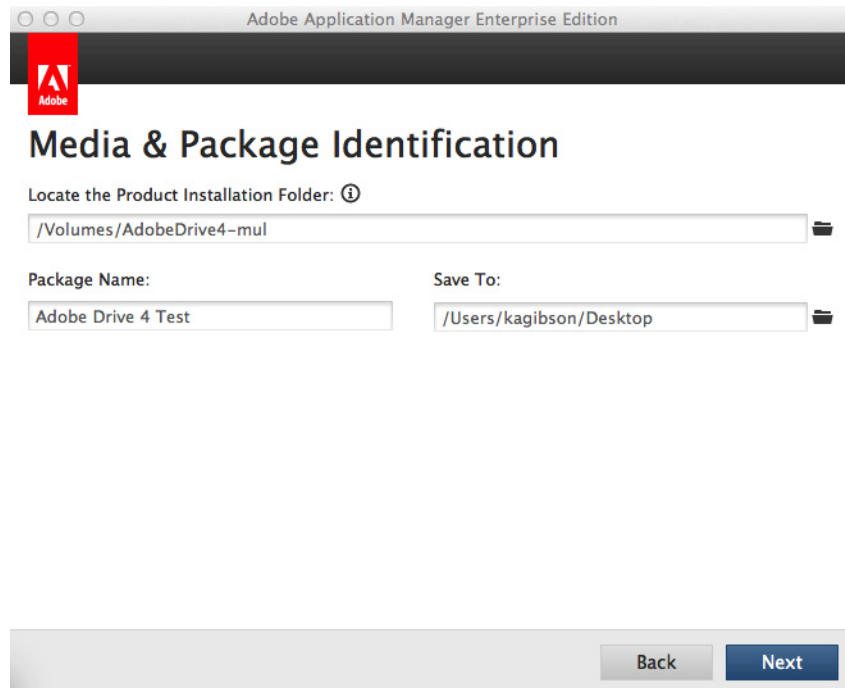 Adobe Application Manager Enterprise Edition
Adobe
Media & Package Identification
Locate the Product Installation Folder:
/Volumes/AdobeDrive4-mul
Package Name: Save To:
Adobe Drive 4 Test /Users/kagibson/Desktop
Back Next